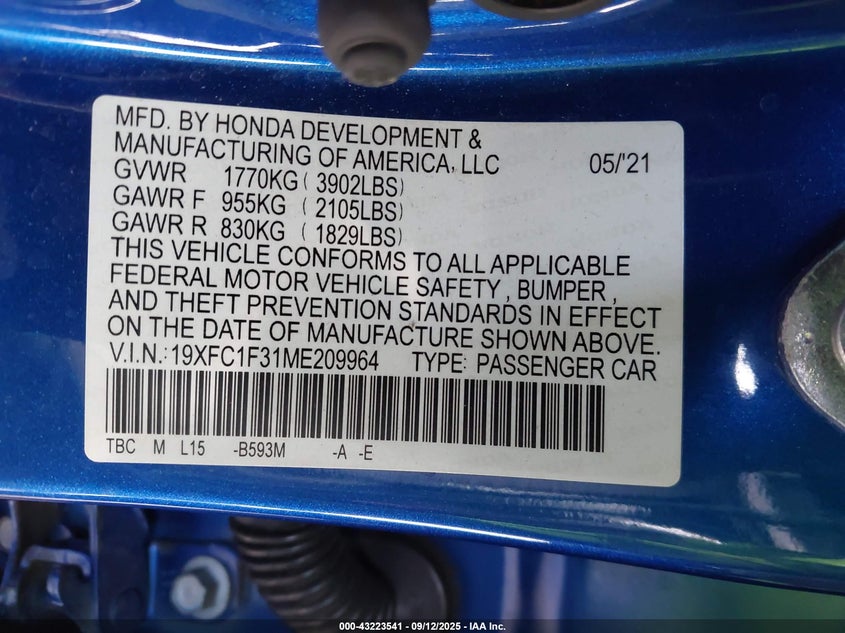 MFD. BY HONDA DEVELOPMENT &
MANUFACTURING OF AMERICA, LLC 05/'21
GVWR 1770KG ( 3902LBS)
GAWR F 955KG ( 2105LBS)
GAWR R 830KG ( 1829LBS)
THIS VEHICLE CONFORMS TO ALL APPLICABLE
FEDERAL MOTOR VEHICLE SAFETY , BUMPER ,
AND THEFT PREVENTION STANDARDS IN EFFECT
ON THE DATE OF MANUFACTURE SHOWN ABOVE.
V.I.N.: 19XFC1F31ME209964 TYPE: PASSENGER CAR
TBC M L15 -B593M -A -E
000-43223541 - 09/12/2025 - IAA Inc.